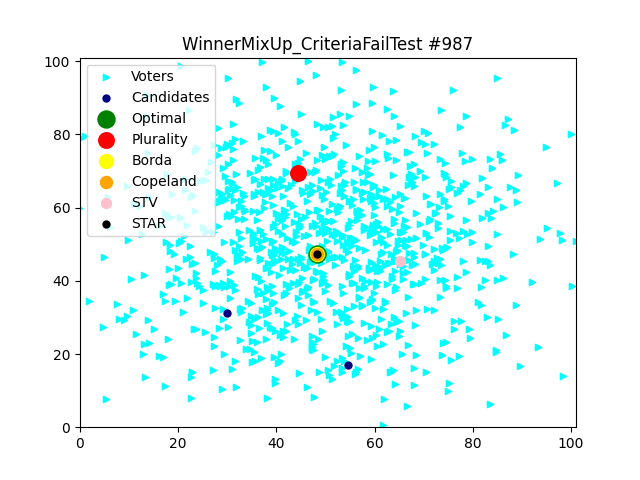 WinnerMixUp_CriteriaFailTest #987
Voters
Candidates
Optimal
Plurality
Borda
Copeland
STV
STAR
100
80
60
40
20
0
0 20 40 60 80 100